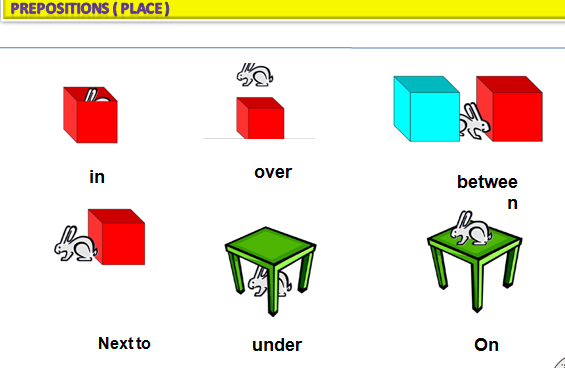 PREPOSITIONS ( PLACE )
in
over
betwee
n
Next to
under
On